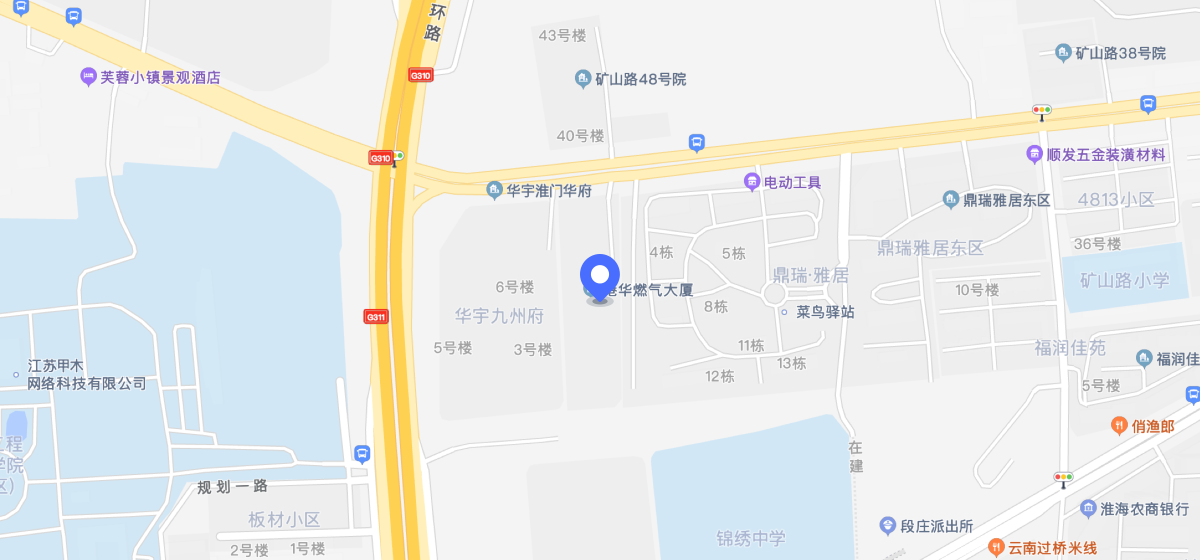 环
路
43号楼
矿山路48号院
矿山路38号院
G310
芙蓉小镇景观酒店
40号楼
G310
顺发五金装潢材料
电动工具
华宇淮门华府
鼎瑞雅居东区
4813小区
4栋
5栋
鼎瑞雅居东区
36号楼
鼎瑞·雅居
矿山路小学
6号楼
华燃气大厦
10号楼
8栋
菜鸟驿站
G311
华宇九州府
5号楼
3号楼
11栋
福润佳苑
13栋
福润佳
江苏甲木
网络科技有限公司
12栋
5号楼
俏渔郎
工程
学院
区)
在
建
规划一路
板材小区
淮海农商银行
段庄派出所
锦绣中学
2号楼
1号楼
云南过桥米线